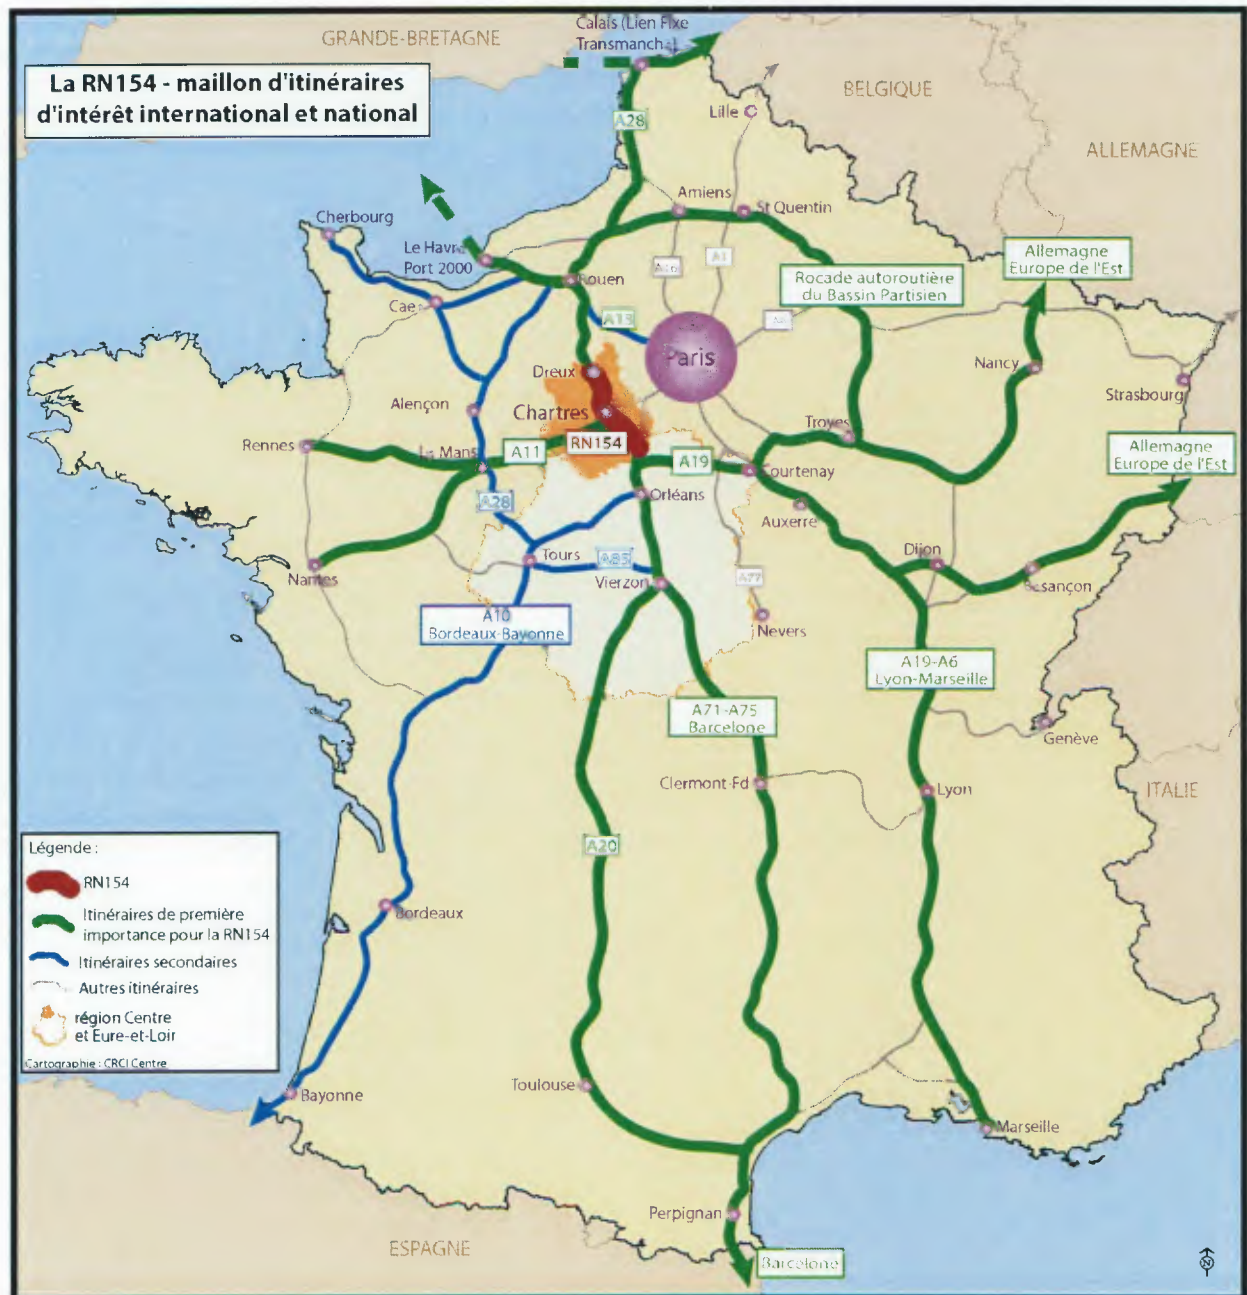 GRANDE-BRETAGNE
Calais (Lien Fixe
La RN154 - maillon d'itinéraires
d'intérêt international et national
A28
Lille
BELGIQUE
ALLEMAGNE
Amiens
St Quentin
Cherbourg
Le Havre
Port 2000
Rouen
A16
A1
Rocade autoroutière
du Bassin Partisien
Allemagne
Europe de l'Est
Cae
A13
Paris
Dreux
Nancy
Strasbourg
Alençon
Chartres
Troyes
Rennes
Le Mans
A11
RN154
A19
Courtenay
Allemagne
Europe de l'Est
A28
Orléans
Auxerre
Tours
A85
Vierzon
A77
Dijon
Besançon
Nantes
A10
Bordeaux-Bayonne
Nevers
A19-A6
Lyon-Marseille
A71-A75
Barcelone
Genève
Clermont-Fd
Lyon
ITALIE
A20
Légende :
RN154
Itinéraires de première
importance pour la RN154
Itinéraires secondaires
Autres itinéraires
région Centre
et Eure-et-Loir
Cartographie : CRCI Centre
Bordeaux
Bayonne
Toulouse
Marseille
Perpignan
ESPAGNE
Barcelone
N